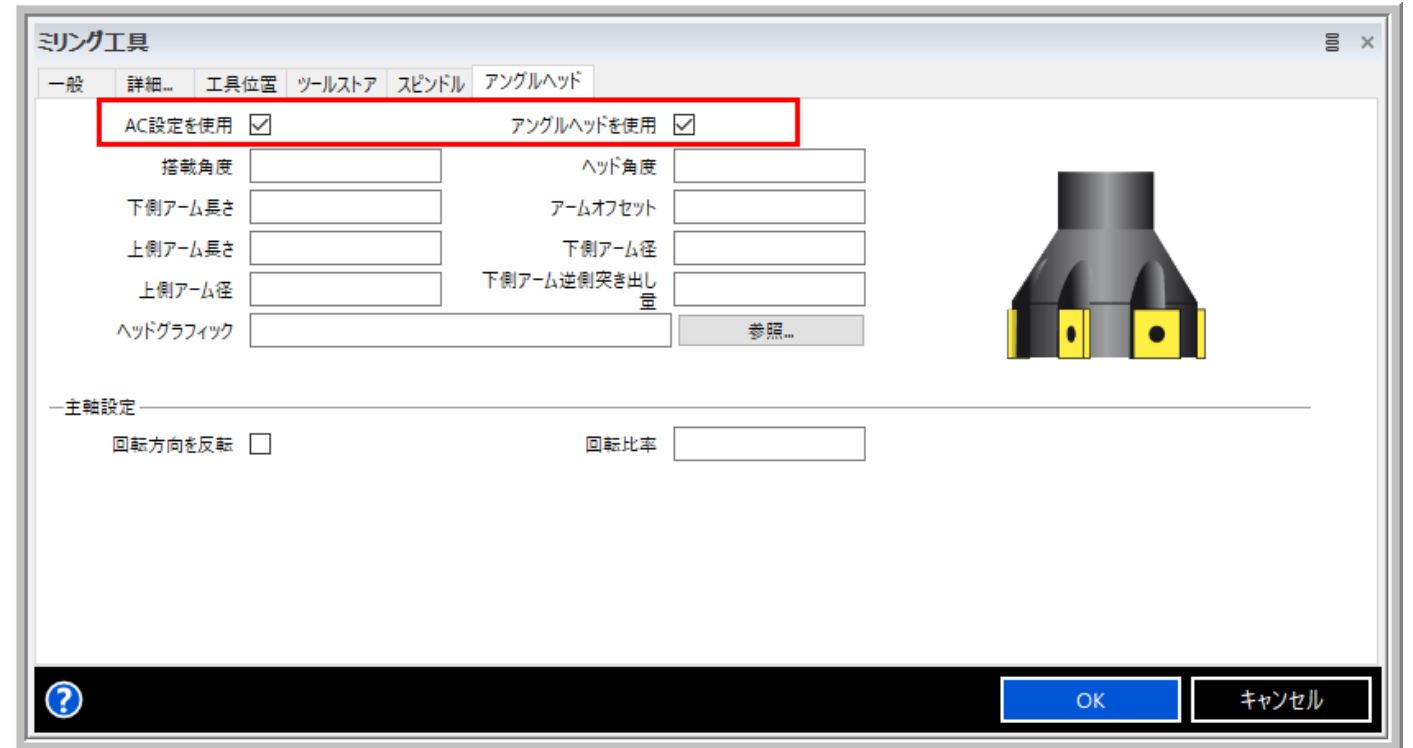 ミリング工具
一般 詳細... 工具位置 ツールストア スピンドル アングルヘッド
AC設定を使用 アングルヘッドを使用
搭載角度 ヘッド角度
下側アーム長さ アームオフセット
上側アーム長さ 下側アーム径
上側アーム径 下側アーム逆側突き出し
量
ヘッドグラフィック 参照...
主軸設定
回転方向を反転 回転比率
?
OK キャンセル